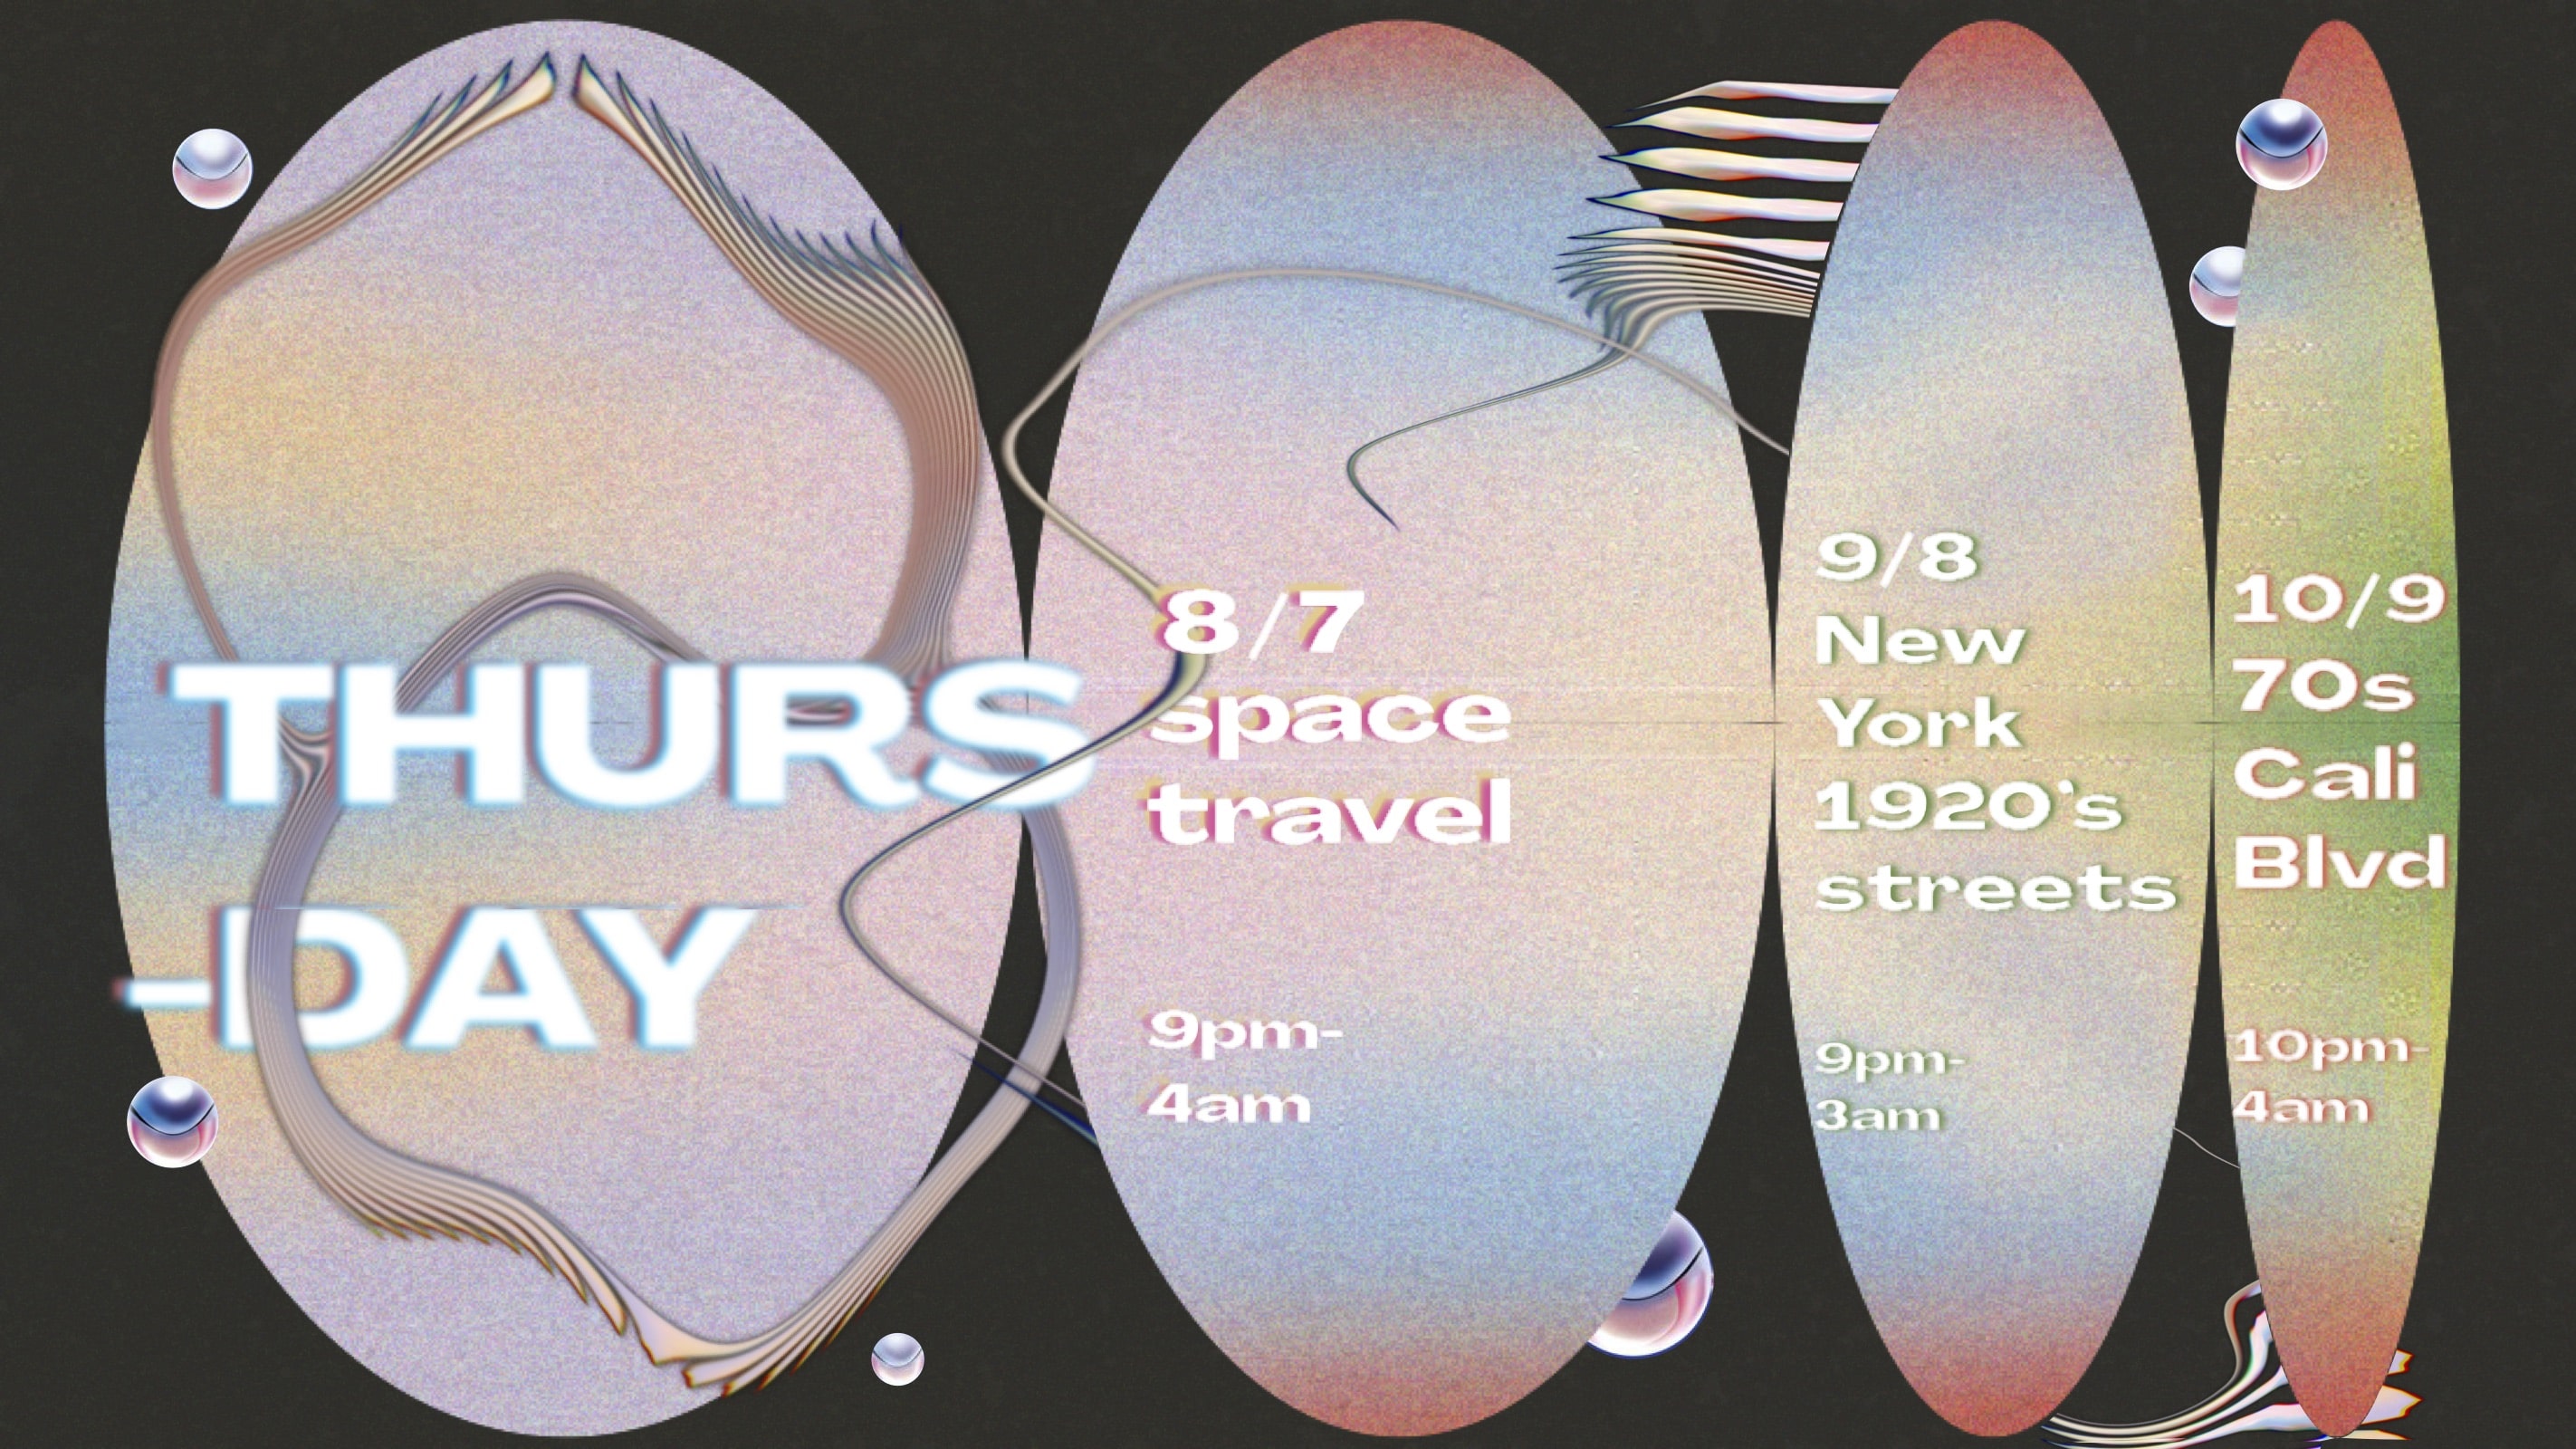 THURS
-DAY
8/7
space
travel
9pm-
4am
9/8
New
York
1920's
streets
9pm-
3am
10/9
70s
Cali
Blvd
10pm-
4am